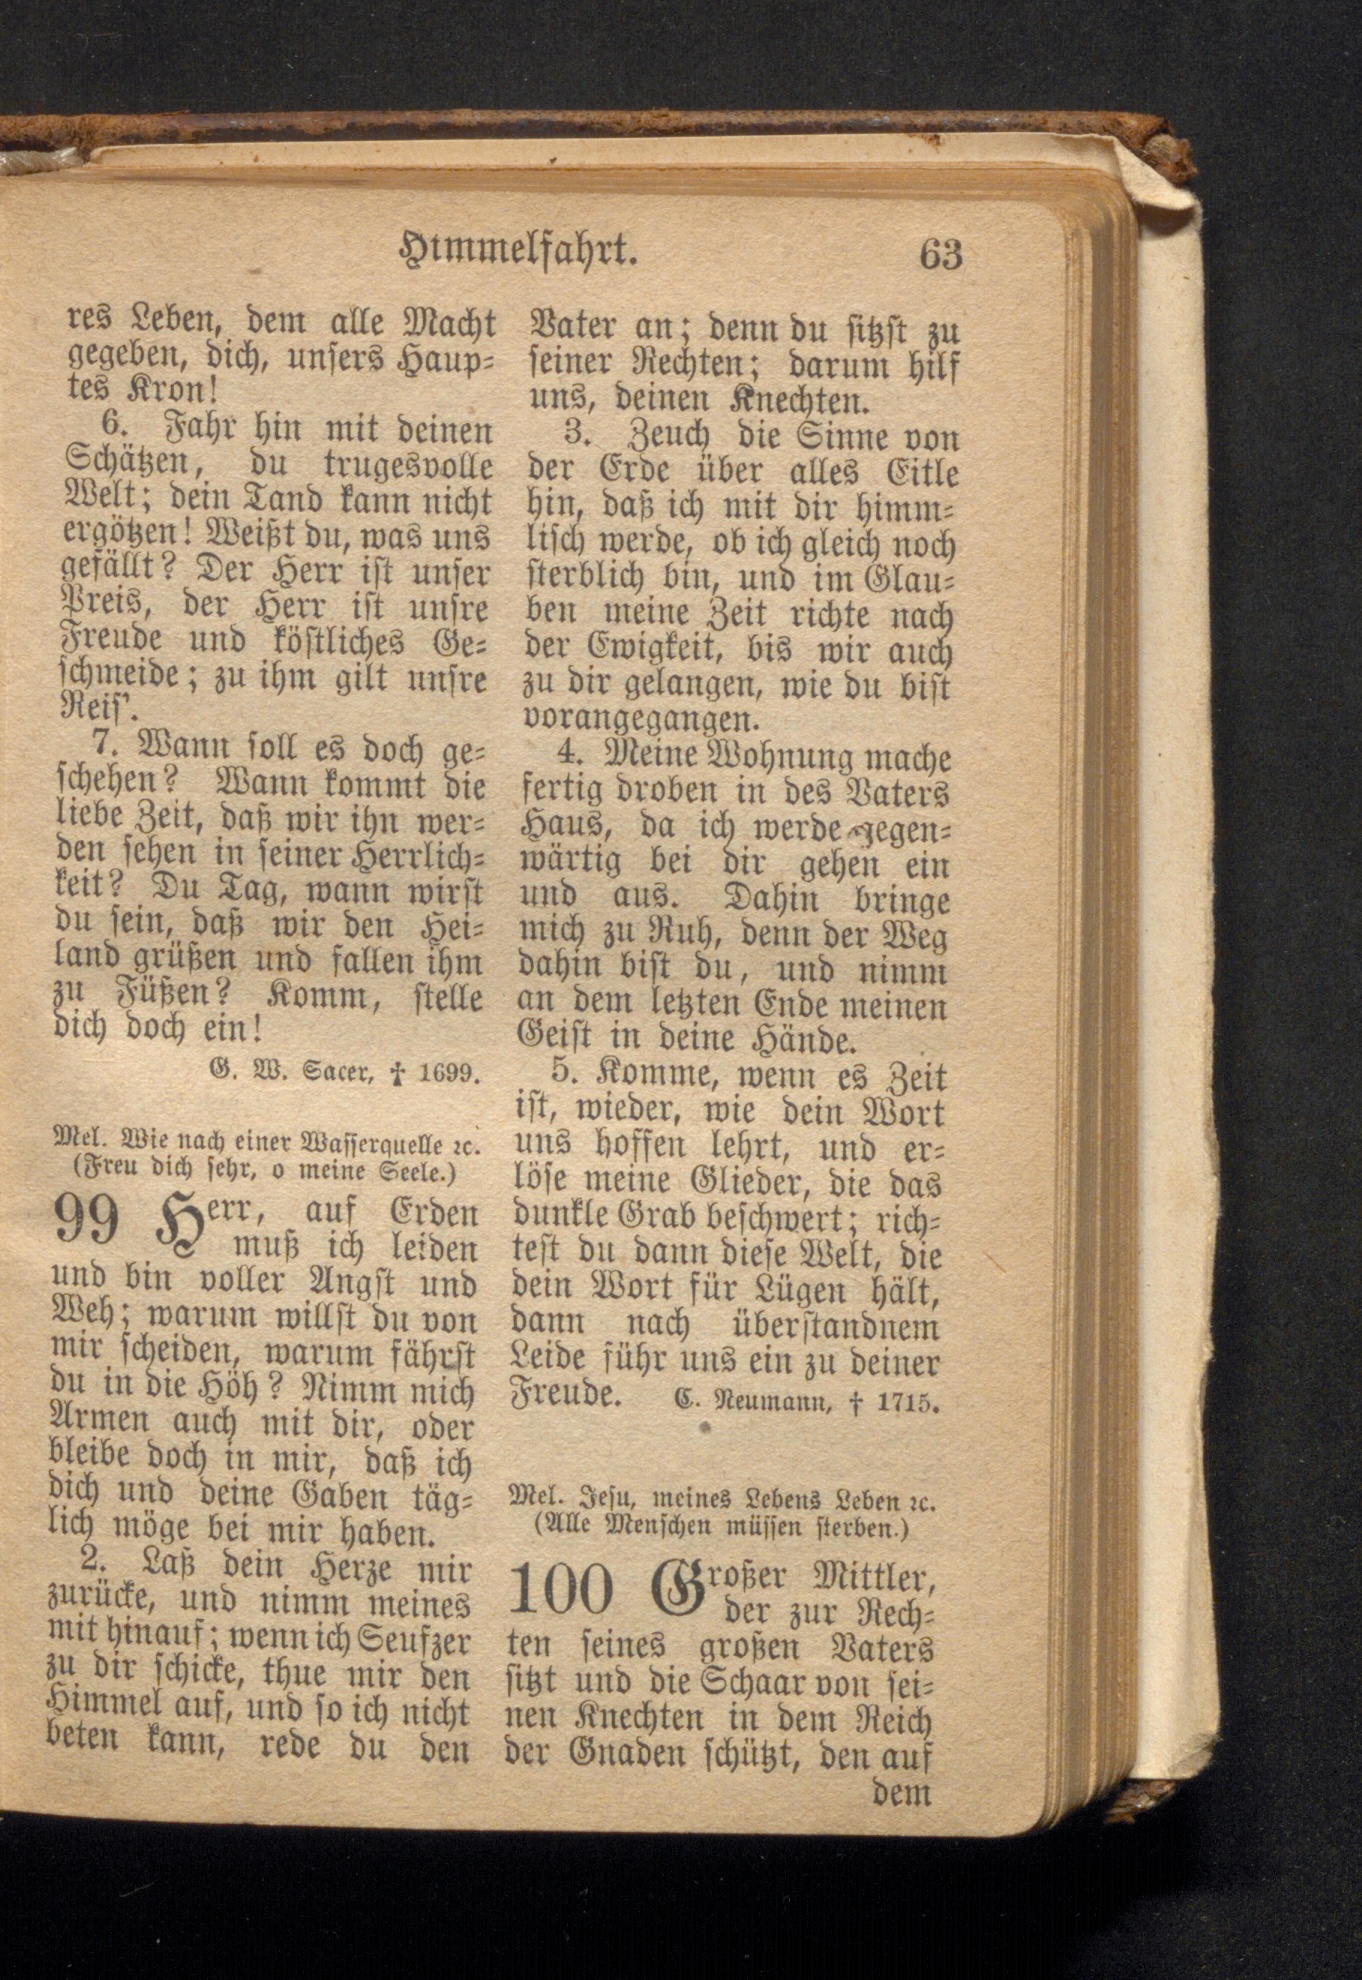 Himmelfahrt.
63
res Leben, dem alle Macht
gegeben, dich, unsers Haup-
tes Kron!
6. Fahr hin mit deinen
Schätzen, du trugesvolle
Welt; dein Tand kann nicht
ergötzen! Weißt du, was uns
gefällt? Der Herr ist unser
Preis, der Herr ist unsre
Freude und köstliches Ge-
schmeide; zu ihm gilt unsre
Reis'.
7. Wann soll es doch ge-
schehen? Wann kommt die
liebe Zeit, daß wir ihn wer-
den sehen in seiner Herrlich-
keit? Du Tag, wann wirst
du sein, daß wir den Hei-
land grüßen und fallen ihm
zu Füßen? Komm, stelle
dich doch ein!
G. W. Sacer, † 1699.
Mel. Wie nach einer Wasserquelle ꝛc.
(Freu dich sehr, o meine Seele.)
99 Herr, auf Erden
muß ich leiden
und bin voller Angst und
Weh; warum willst du von
mir scheiden, warum fährst
du in die Höh? Nimm mich
Armen auch mit dir, oder
bleibe doch in mir, daß ich
dich und deine Gaben täg-
lich möge bei mir haben.
2. Laß dein Herze mir
zurücke, und nimm meines
mit hinauf; wenn ich Seufzer
zu dir schicke, thue mir den
Himmel auf, und so ich nicht
beten kann, rede du den
Vater an; denn du sitzst zu
seiner Rechten; darum hilf
uns, deinen Knechten.
3. Zeuch die Sinne von
der Erde über alles Eitle
hin, daß ich mit dir himm-
lisch werde, ob ich gleich noch
sterblich bin, und im Glau-
ben meine Zeit richte nach
der Ewigkeit, bis wir auch
zu dir gelangen, wie du bist
vorangegangen.
4. Meine Wohnung mache
fertig droben in des Vaters
Haus, da ich werde gegen-
wärtig bei dir gehen ein
und aus. Dahin bringe
mich zu Ruh, denn der Weg
dahin bist du, und nimm
an dem letzten Ende meinen
Geist in deine Hände.
5. Komme, wenn es Zeit
ist, wieder, wie dein Wort
uns hoffen lehrt, und er-
löse meine Glieder, die das
dunkle Grab beschwert; rich-
test du dann diese Welt, die
dein Wort für Lügen hält,
dann nach überstandnem
Leide führ uns ein zu deiner
Freude. C. Neumann, † 1715.
Mel. Jesu, meines Lebens Leben ꝛc.
(Alle Menschen müssen sterben.)
100 Großer Mittler,
der zur Rech-
ten seines großen Vaters
sitzt und die Schaar von sei-
nen Knechten in dem Reich
der Gnaden schützt, den auf
dem